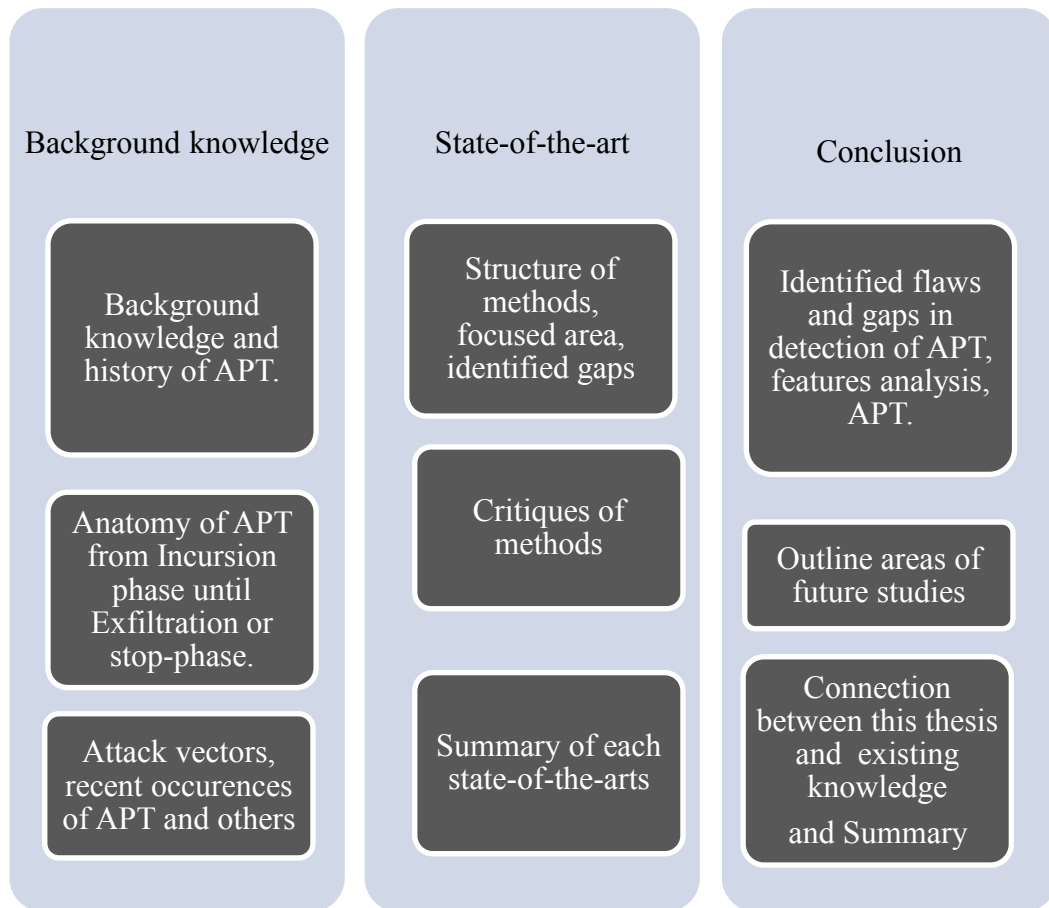 Background knowledge
Background
knowledge and
history of APT.
Anatomy of APT
from Incursion
phase until
Exfiltration or
stop-phase.
Attack vectors,
recent occurences
of APT and others
State-of-the-art
Structure of
methods,
focused area,
identified gaps
Critiques of
methods
Summary of each
state-of-the-arts
Conclusion
Identified flaws
and gaps in
detection of APT,
features analysis,
APT.
Outline areas of
future studies
Connection
between this thesis
and existing
knowledge
and Summary